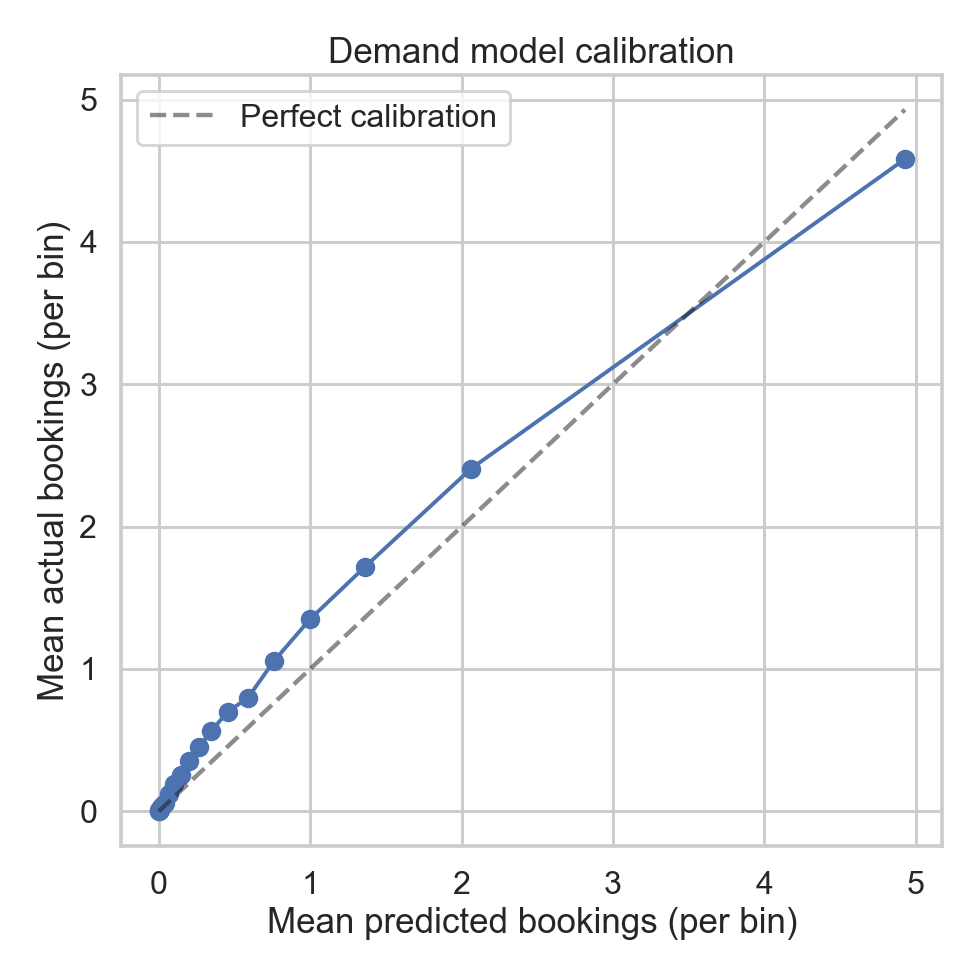 Demand model calibration
Perfect calibration
Mean actual bookings (per bin)
5
4
3
2
1
0
0 1 2 3 4 5
Mean predicted bookings (per bin)